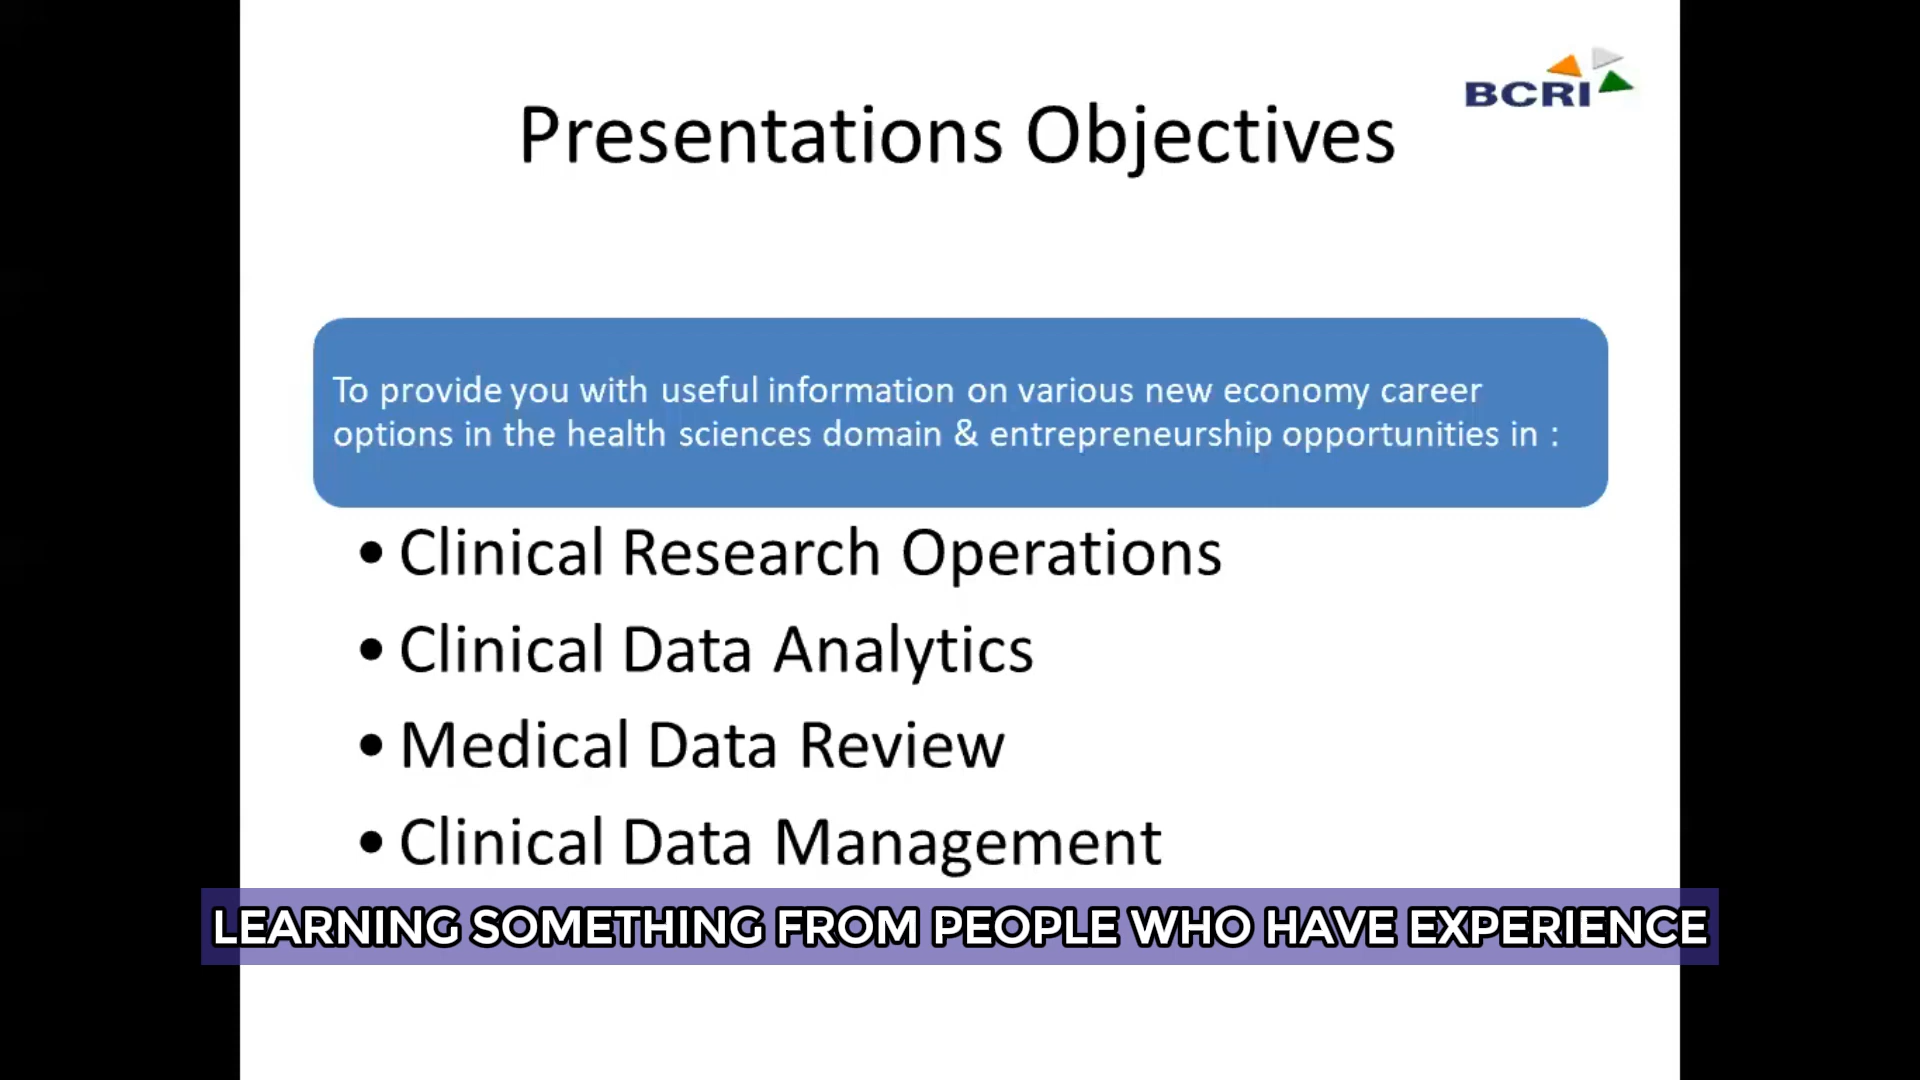 BCRI
Presentations Objectives
To provide you with useful information on various new economy career
options in the health sciences domain & entrepreneurship opportunities in :
• Clinical Research Operations
• Clinical Data Analytics
• Medical Data Review
• Clinical Data Management
LEARNING SOMETHING FROM PEOPLE WHO HAVE EXPERIENCE